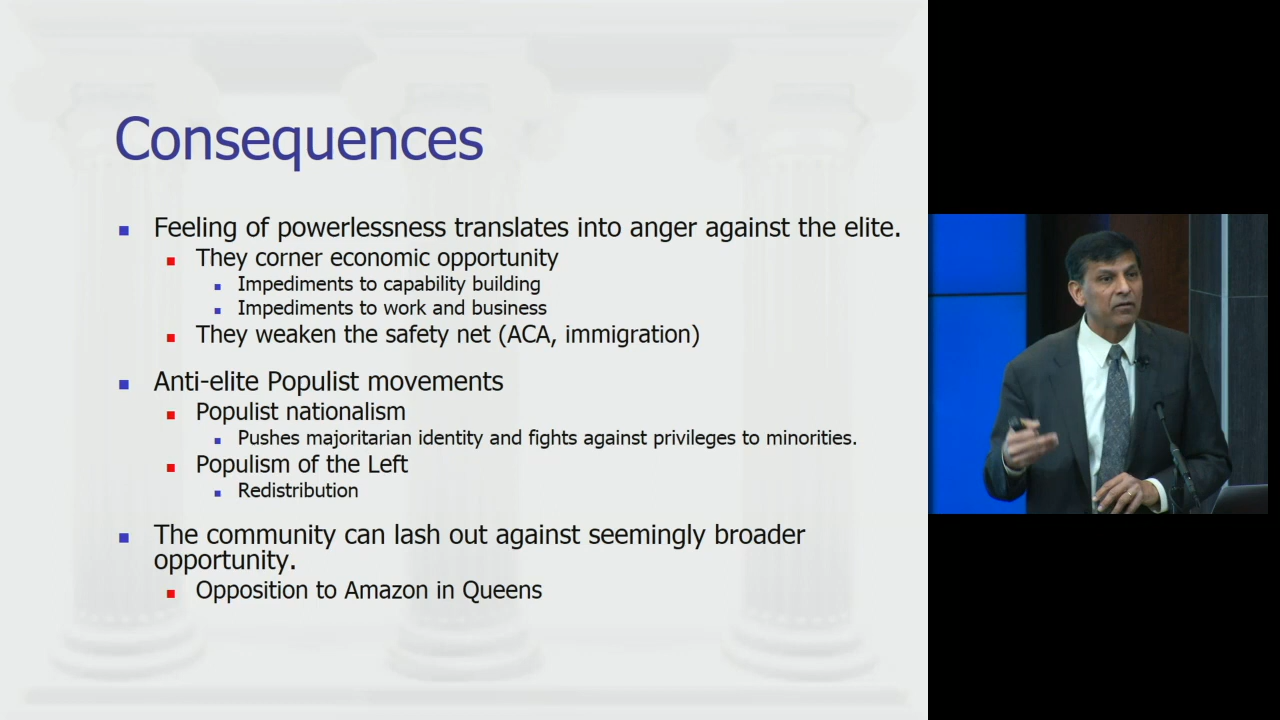 Consequences
Feeling of powerlessness translates into anger against the elite.
They corner economic opportunity
Impediments to capability building
Impediments to work and business
They weaken the safety net (ACA, immigration)
Anti-elite Populist movements
Populist nationalism
Pushes majoritarian identity and fights against privileges to minorities.
Populism of the Left
Redistribution
The community can lash out against seemingly broader
opportunity.
Opposition to Amazon in Queens